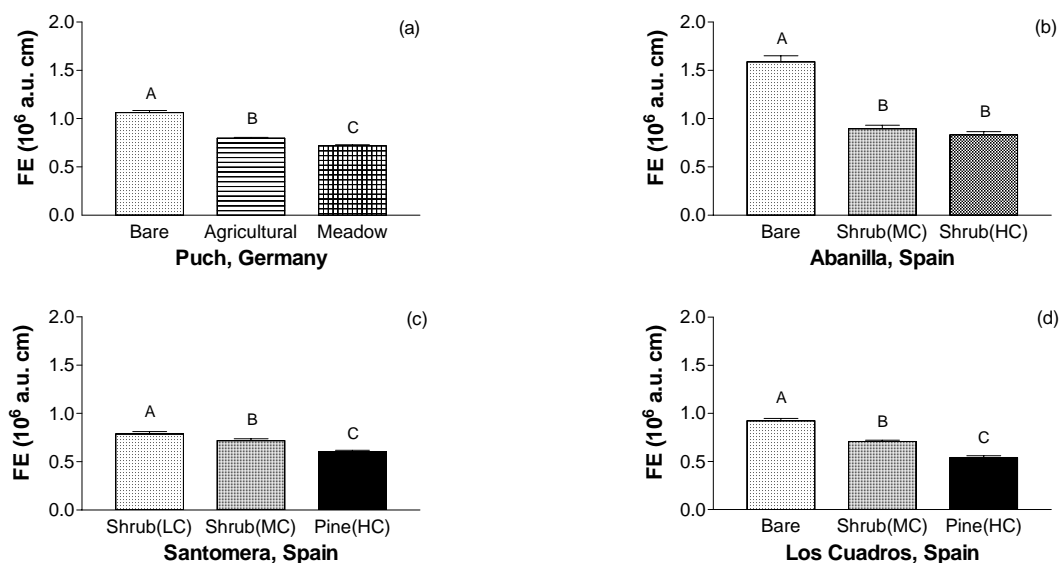 (a)
FE (10⁶ a.u. cm)
2.0
1.5
1.0
0.5
0.0
A
B
C
Bare Agricultural Meadow
Puch, Germany
(b)
FE (10⁶ a.u. cm)
2.0
1.5
1.0
0.5
0.0
A
B
B
Bare Shrub(MC) Shrub(HC)
Abanilla, Spain
(c)
FE (10⁶ a.u. cm)
2.0
1.5
1.0
0.5
0.0
A
B
C
Shrub(LC) Shrub(MC) Pine(HC)
Santomera, Spain
(d)
FE (10⁶ a.u. cm)
2.0
1.5
1.0
0.5
0.0
A
B
C
Bare Shrub(MC) Pine(HC)
Los Cuadros, Spain